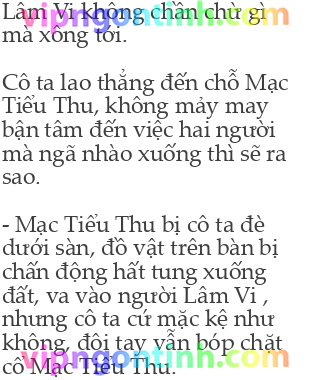 Lâm Vi không chần chừ gì
mà xông tới.
Cô ta lao thẳng đến chỗ Mạc
Tiểu Thu, không mảy may
bận tâm đến việc hai người
mà ngã nhào xuống thì sẽ ra
sao.
- Mạc Tiểu Thu bị cô ta đè
dưới sàn, đồ vật trên bàn bị
chấn động hất tung xuống
đất, va vào người Lâm Vi ,
nhưng cô ta cứ mặc kệ như
không, đôi tay vẫn bóp chặt
cổ Mạc Tiểu Thu.
vipngontinh.com
vipngontinh.com